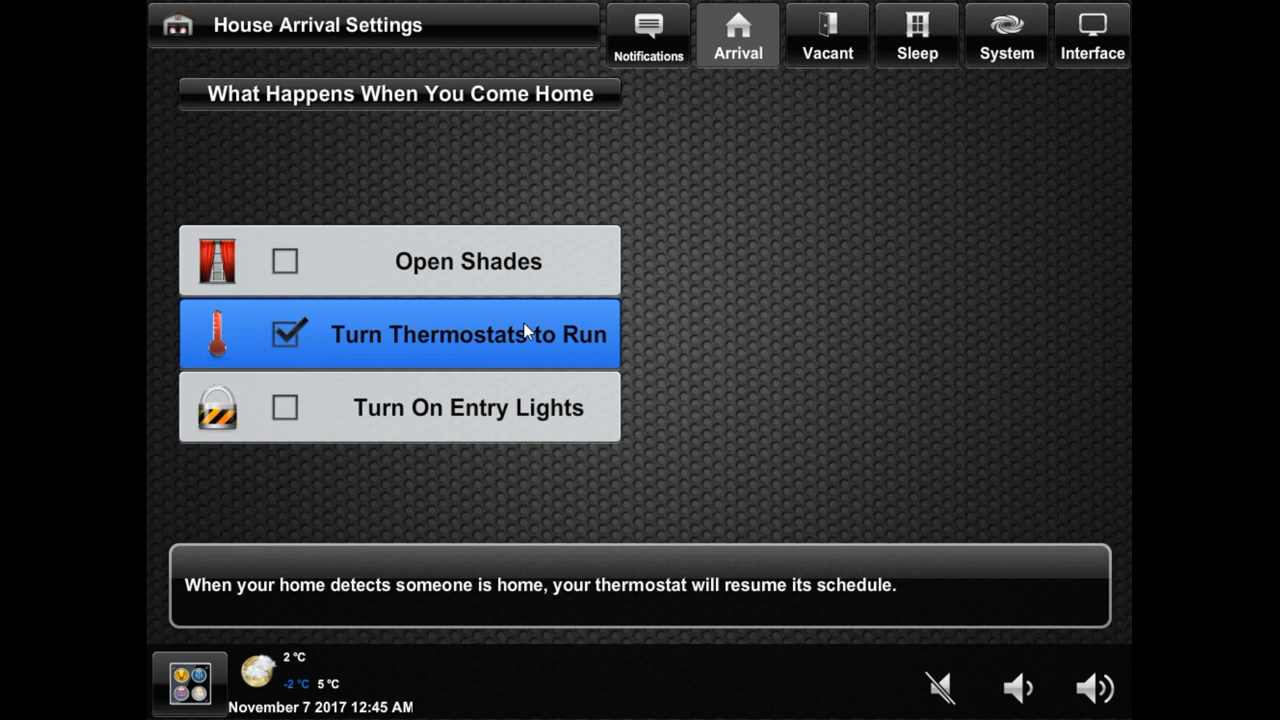 House Arrival Settings
Notifications
Arrival
Vacant
Sleep
System
Interface
What Happens When You Come Home
Open Shades
Turn Thermostats to Run
Turn On Entry Lights
When your home detects someone is home, your thermostat will resume its schedule.
2 °C
-2 °C 5 °C
November 7 2017 12:45 AM